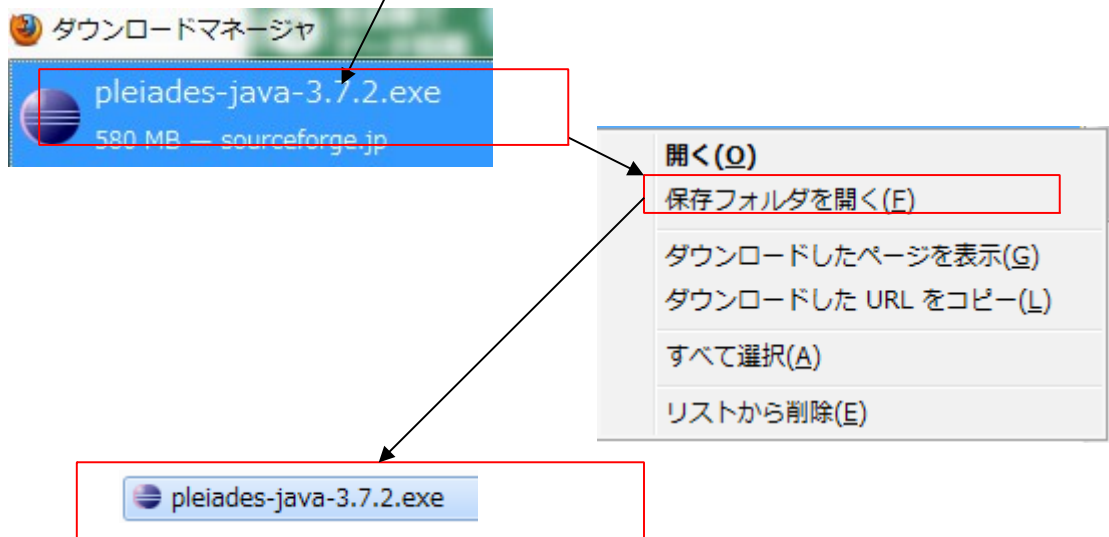 ダウンロードマネージャ
pleiades-java-3.7.2.exe
580 MB — sourceforge.jp
開く(O)
保存フォルダを開く(F)
ダウンロードしたページを表示(G)
ダウンロードした URL をコピー(L)
すべて選択(A)
リストから削除(E)
pleiades-java-3.7.2.exe